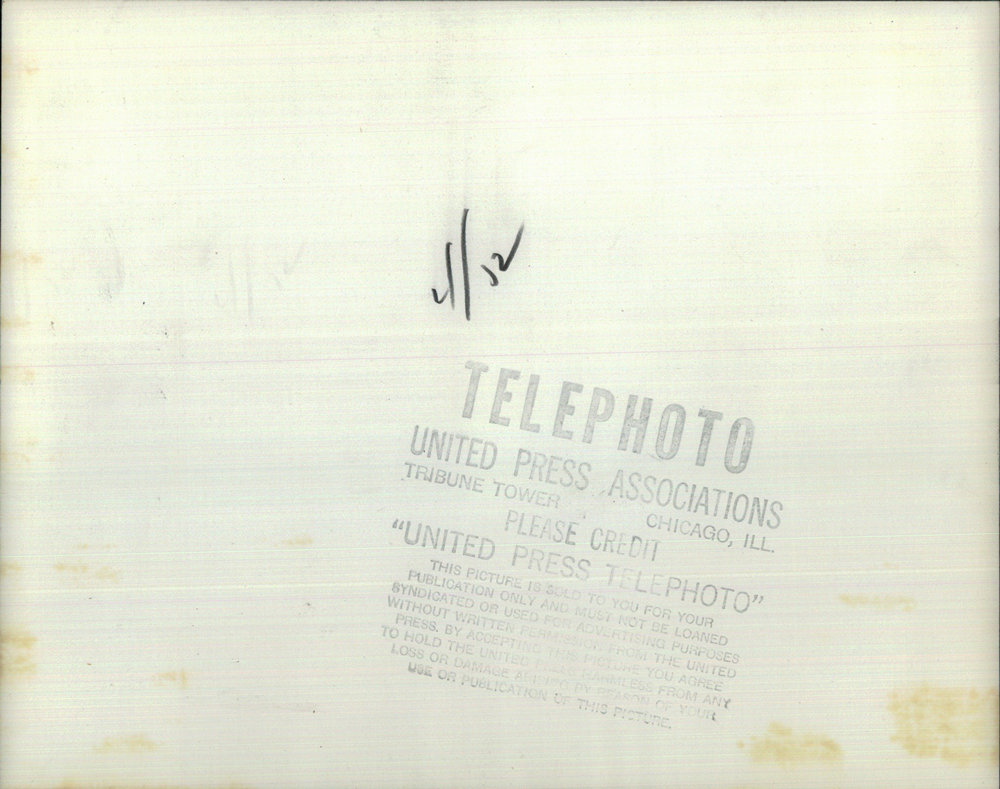 4/52
TELEPHOTO
UNITED PRESS ASSOCIATIONS
TRIBUNE TOWER CHICAGO, ILL.
PLEASE CREDIT
“UNITED PRESS TELEPHOTO”
THIS PICTURE IS SOLD TO YOU FOR YOUR
PUBLICATION ONLY AND MUST NOT BE LOANED
SYNDICATED OR USED FOR ADVERTISING PURPOSES
WITHOUT WRITTEN PERMISSION FROM THE UNITED
PRESS. BY ACCEPTING THIS PICTURE YOU AGREE
TO HOLD THE UNITED PRESS HARMLESS FROM ANY
LOSS OR DAMAGE ARISING BY REASON OF YOUR
USE OR PUBLICATION OF THIS PICTURE.